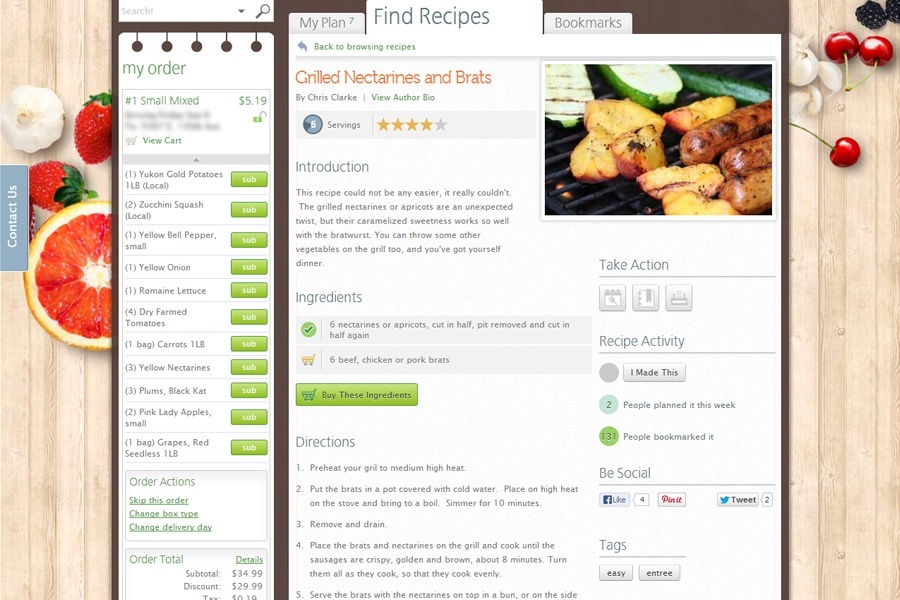 Search!
My Plan 7
Find Recipes
Bookmarks
Contact Us
my order
#1 Small Mixed $5.19
View Cart
(1) Yukon Gold Potatoes
1LB (Local)
sub
(2) Zucchini Squash
(Local)
sub
(1) Yellow Bell Pepper,
small
sub
(1) Yellow Onion
sub
(1) Romaine Lettuce
sub
(4) Dry Farmed
Tomatoes
sub
(1 bag) Carrots 1LB
sub
(3) Yellow Nectarines
sub
(3) Plums, Black Kat
sub
(2) Pink Lady Apples,
small
sub
(1 bag) Grapes, Red
Seedless 1LB
sub
Order Actions
Skip this order
Change box type
Change delivery day
Order Total Details
Subtotal: $34.99
Discount: $29.99
Tax: $0.19
Back to browsing recipes
Grilled Nectarines and Brats
By Chris Clarke | View Author Bio
6 Servings
Introduction
This recipe could not be any easier, it really couldn't.
The grilled nectarines or apricots are an unexpected
twist, but their caramelized sweetness works so well
with the bratwurst. You can throw some other
vegetables on the grill too, and you've got yourself
dinner.
Ingredients
6 nectarines or apricots, cut in half, pit removed and cut in
half again
6 beef, chicken or pork brats
Buy These Ingredients
Directions
1. Preheat your gril to medium high heat.
2. Put the brats in a pot covered with cold water. Place on high heat
on the stove and bring to a boil. Simmer for 10 minutes.
3. Remove and drain.
4. Place the brats and nectarines on the grill and cook until the
sausages are crispy, golden and brown, about 8 minutes. Turn
them all as they cook, so that they cook evenly.
5. Serve the brats with the nectarines on top in a bun, or on the side
Take Action
Recipe Activity
I Made This
2 People planned it this week
131 People bookmarked it
Be Social
Like 4
Pin it
Tweet 2
Tags
easy
entree